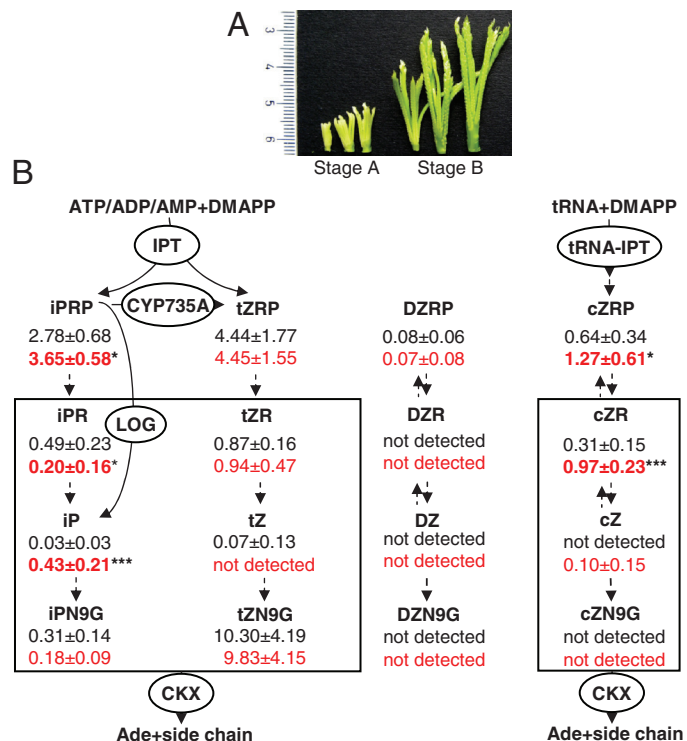 A
3
4
5
6
Stage A Stage B
B
ATP/ADP/AMP+DMAPP tRNA+DMAPP
IPT tRNA-IPT
iPRP CYP735A tZRP DZRP cZRP
2.78±0.68 4.44±1.77 0.08±0.06 0.64±0.34
3.65±0.58* 4.45±1.55 0.07±0.08 1.27±0.61*
iPR LOG tZR DZR cZR
0.49±0.23 0.87±0.16 not detected 0.31±0.15
0.20±0.16* 0.94±0.47 not detected 0.97±0.23***
iP tZ DZ cZ
0.03±0.03 0.07±0.13 not detected not detected
0.43±0.21*** not detected not detected 0.10±0.15
iPN9G tZN9G DZN9G cZN9G
0.31±0.14 10.30±4.19 not detected not detected
0.18±0.09 9.83±4.15 not detected not detected
CKX CKX
Ade+side chain Ade+side chain